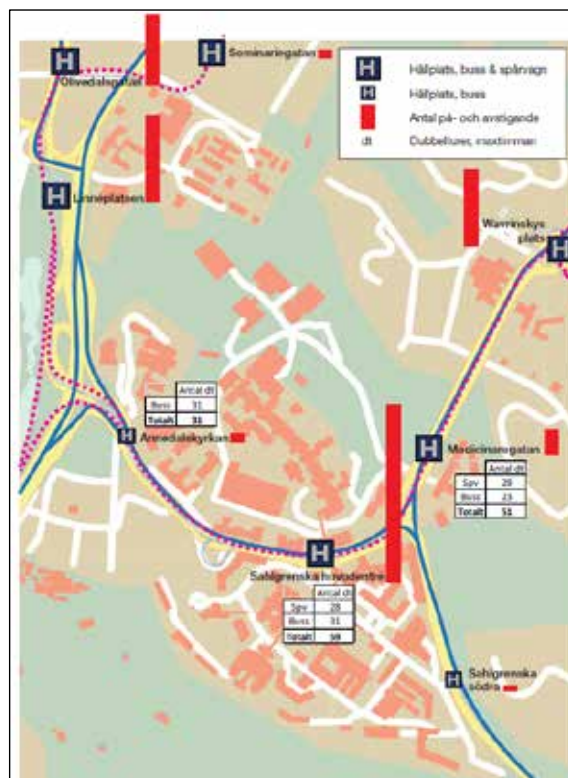 H
Seminariegatan
Olivedalsgatan
H
H Hållplats, buss & spårvagn
H Hållplats, buss
Antal på- och avstigande
dt Dubbelturer, maxtimman
H
Linnéplatsen
Wavrinskys
plats
H
Antal dt
Buss 31
Totalt 31
H
Annedalskyrkan
H
Medicinaregatan
Antal dt
Spv
Buss 23
Totalt 51
H
Sahlgrenska huvudentré
Antal dt
Spv 28
Buss 31
Totalt 59
H
Sahlgrenska
södra